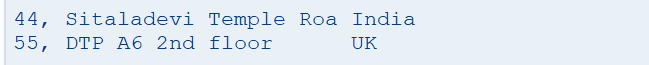 44, Sitaladevi Temple Roa India
55, DTP A6 2nd floor      UK